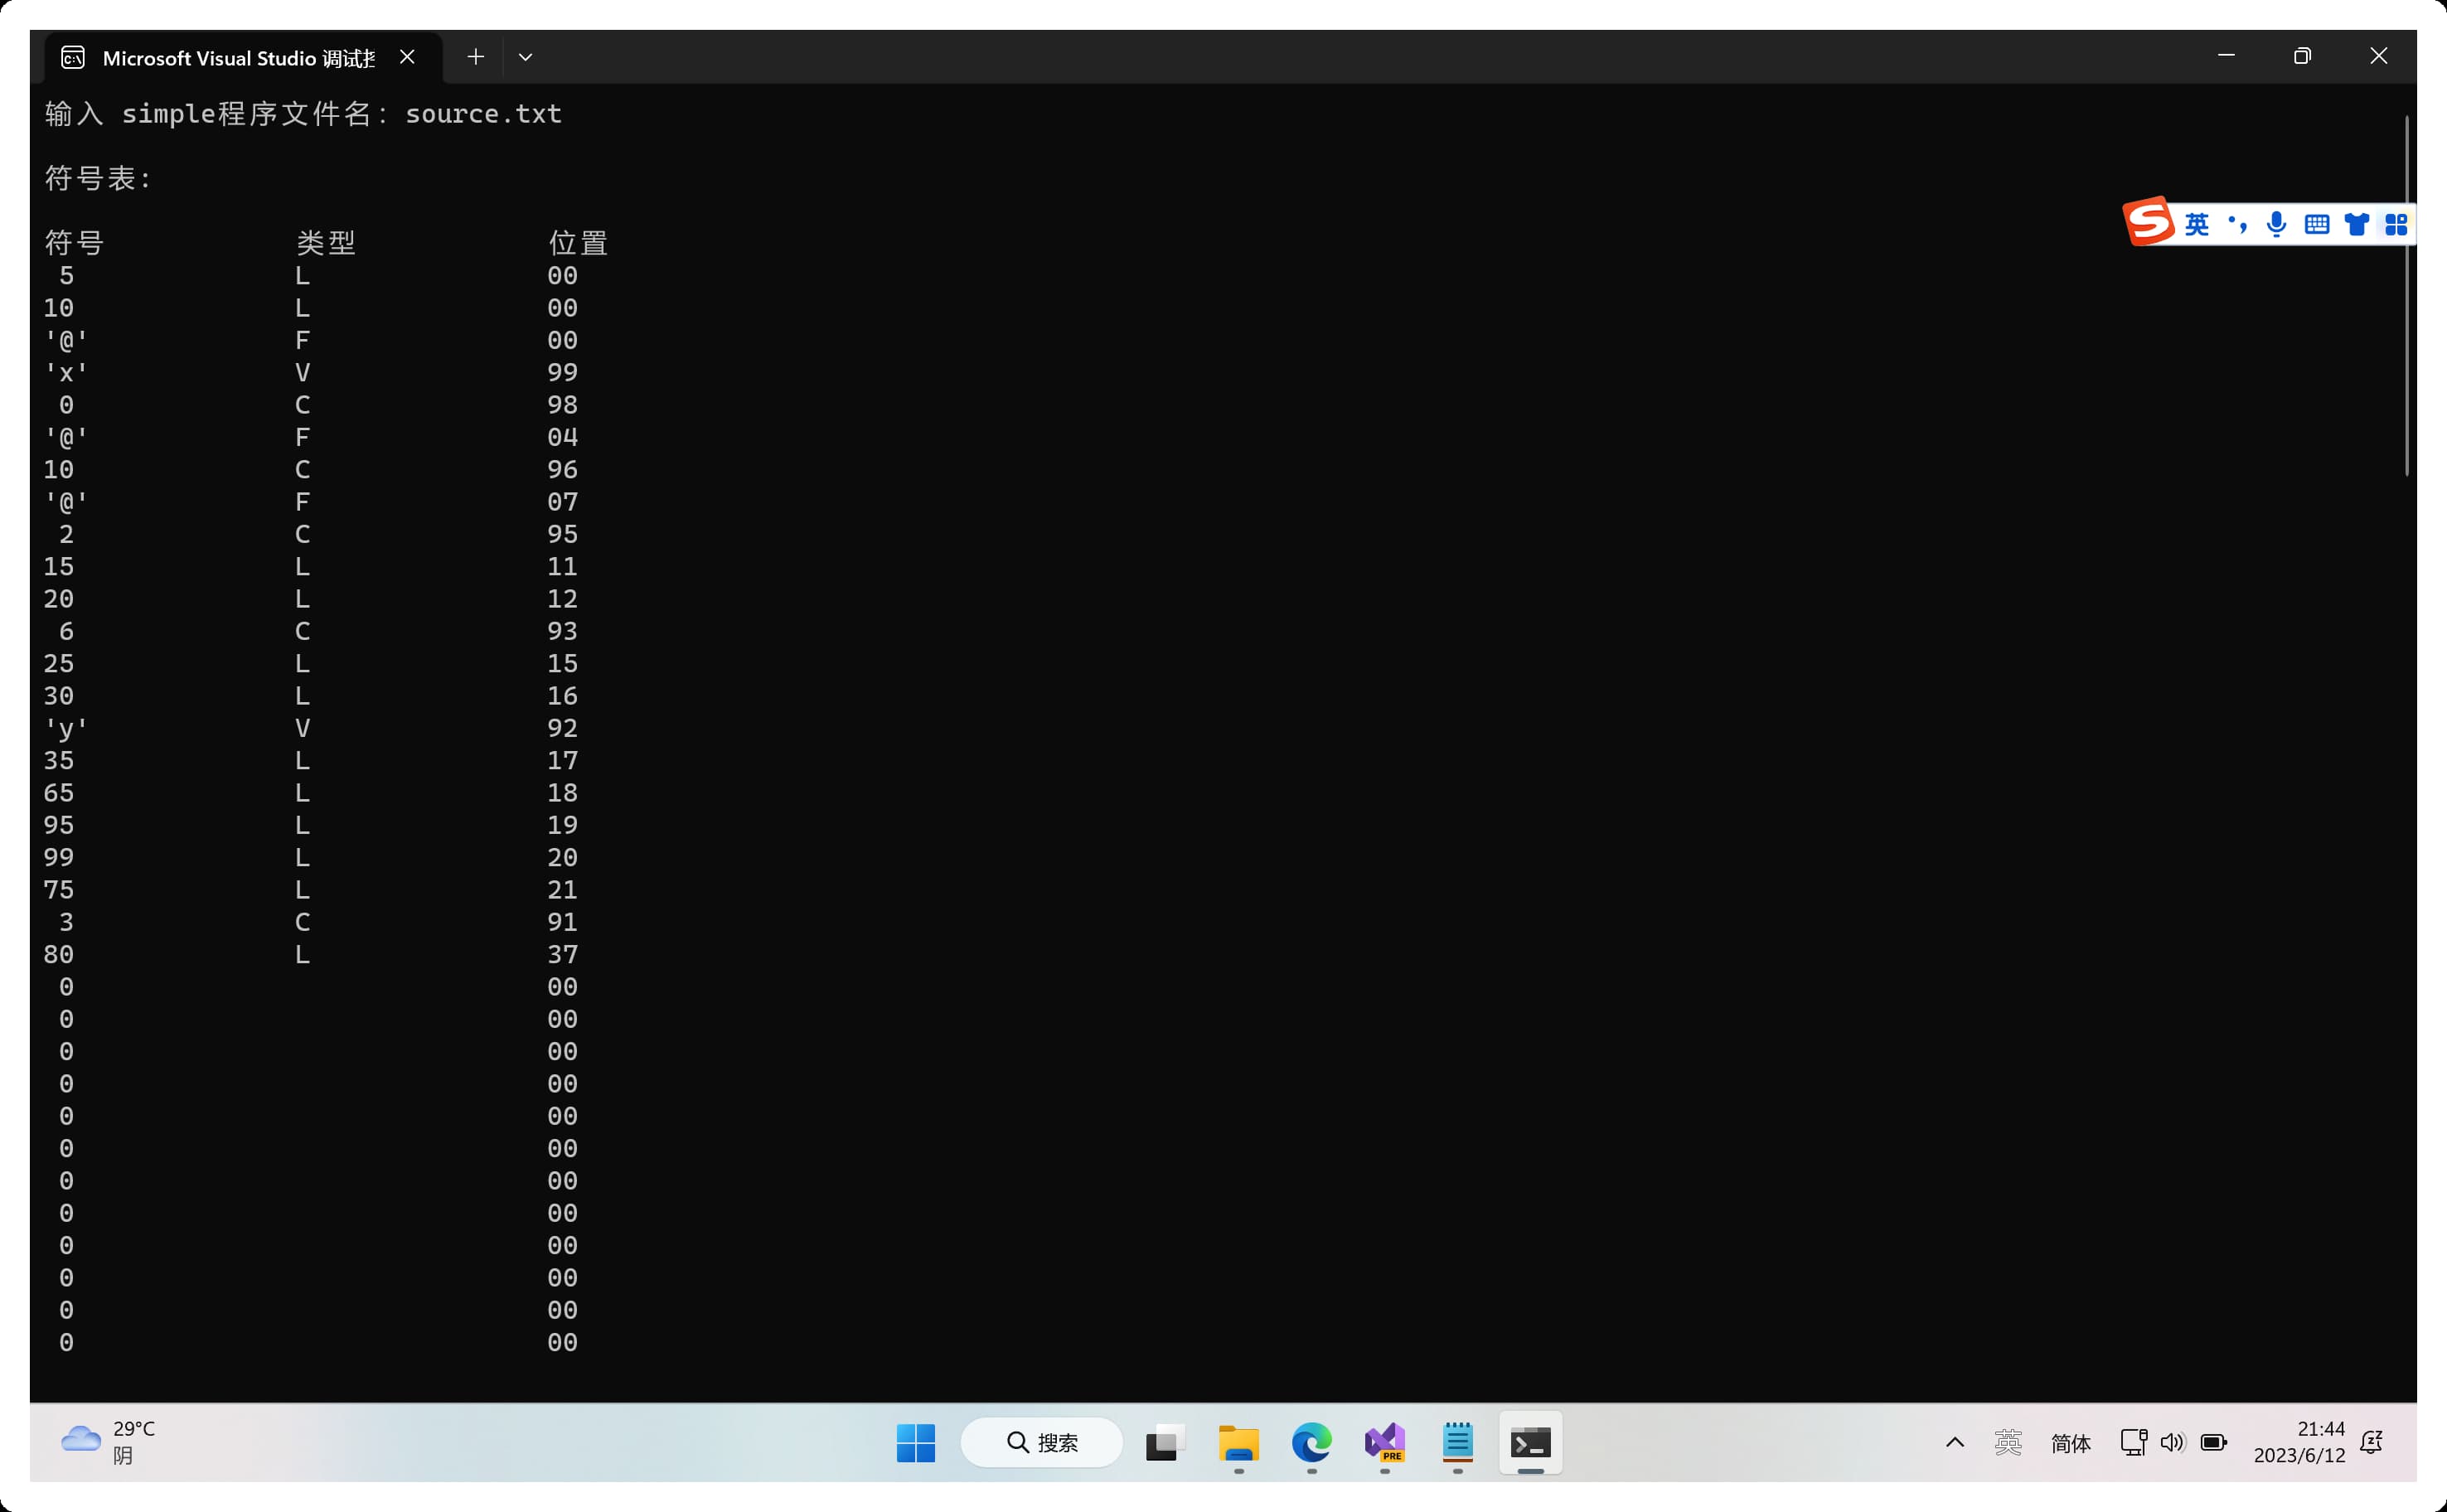 Microsoft Visual Studio 调试
输入 simple程序文件名：source.txt
符号表：
符号 类型 位置
5 L 00
10 L 00
'@' F 00
'x' V 99
0 C 98
'@' F 04
10 C 96
'@' F 07
2 C 95
15 L 11
20 L 12
6 C 93
25 L 15
30 L 16
'y' V 92
35 L 17
65 L 18
95 L 19
99 L 20
75 L 21
3 C 91
80 L 37
0 00
0 00
0 00
0 00
0 00
0 00
0 00
0 00
0 00
0 00
0 00
0 00
英
29°C
阴
搜索
PRE
英
简体
21:44
2023/6/12